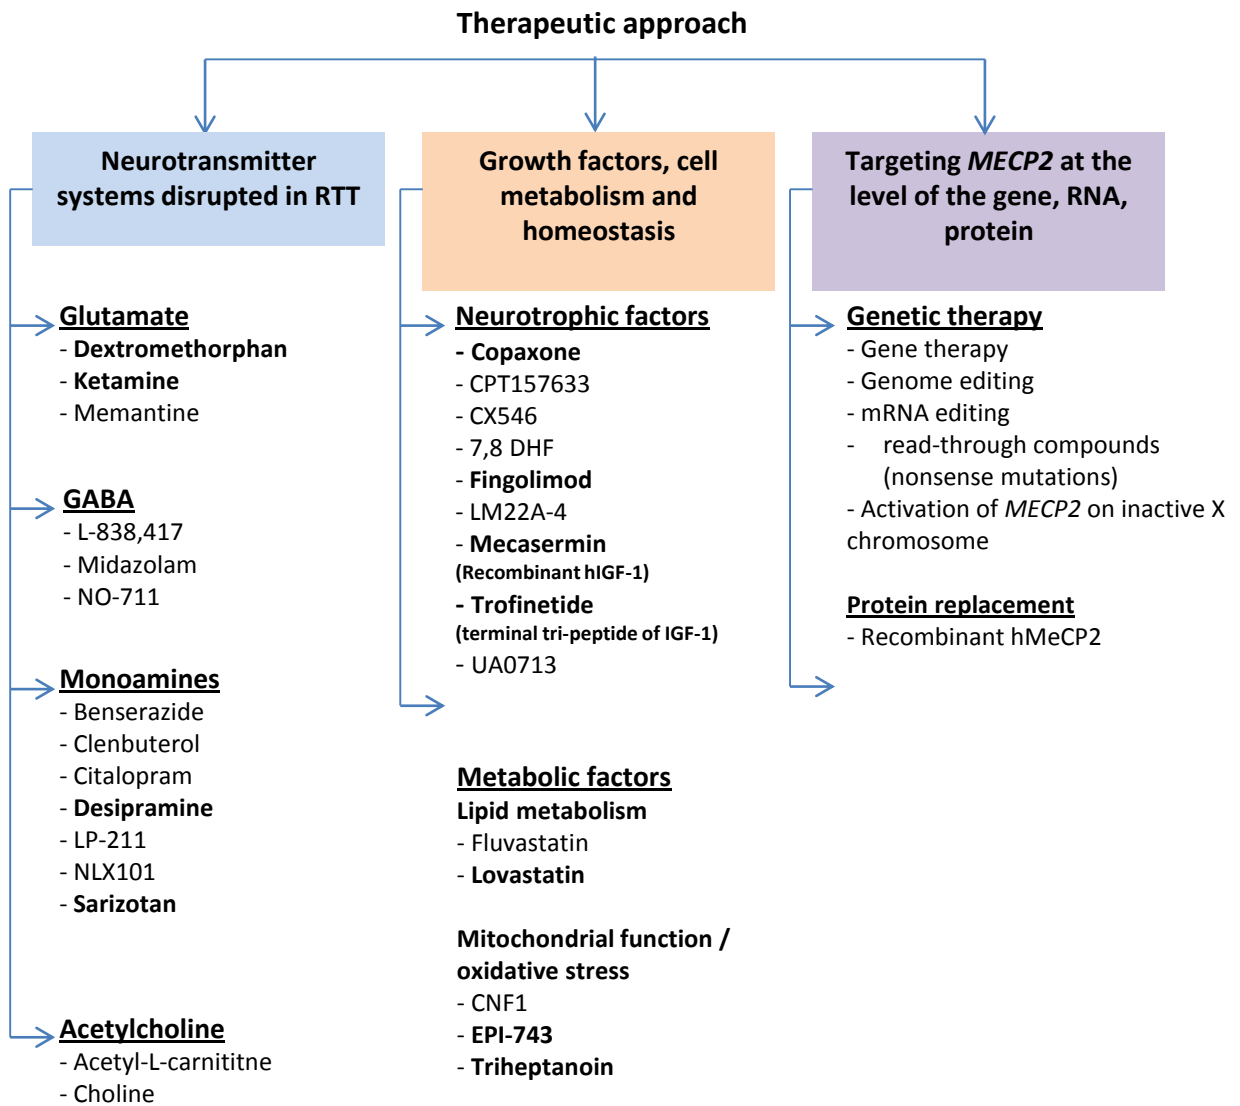 Therapeutic approach
Neurotransmitter
systems disrupted in RTT
Glutamate
- Dextromethorphan
- Ketamine
- Memantine
GABA
- L-838,417
- Midazolam
- NO-711
Monoamines
- Benserazide
- Clenbuterol
- Citalopram
- Desipramine
- LP-211
- NLX101
- Sarizotan
Acetylcholine
- Acetyl-L-carnititne
- Choline
Growth factors, cell
metabolism and
homeostasis
Neurotrophic factors
- Copaxone
- CPT157633
- CX546
- 7,8 DHF
- Fingolimod
- LM22A-4
- Mecasermin
(Recombinant hIGF-1)
- Trofinetide
(terminal tri-peptide of IGF-1)
- UA0713
Metabolic factors
Lipid metabolism
- Fluvastatin
- Lovastatin
Mitochondrial function /
oxidative stress
- CNF1
- EPI-743
- Triheptanoin
Targeting MECP2 at the
level of the gene, RNA,
protein
Genetic therapy
- Gene therapy
- Genome editing
- mRNA editing
- read-through compounds
(nonsense mutations)
- Activation of MECP2 on inactive X
chromosome
Protein replacement
- Recombinant hMeCP2